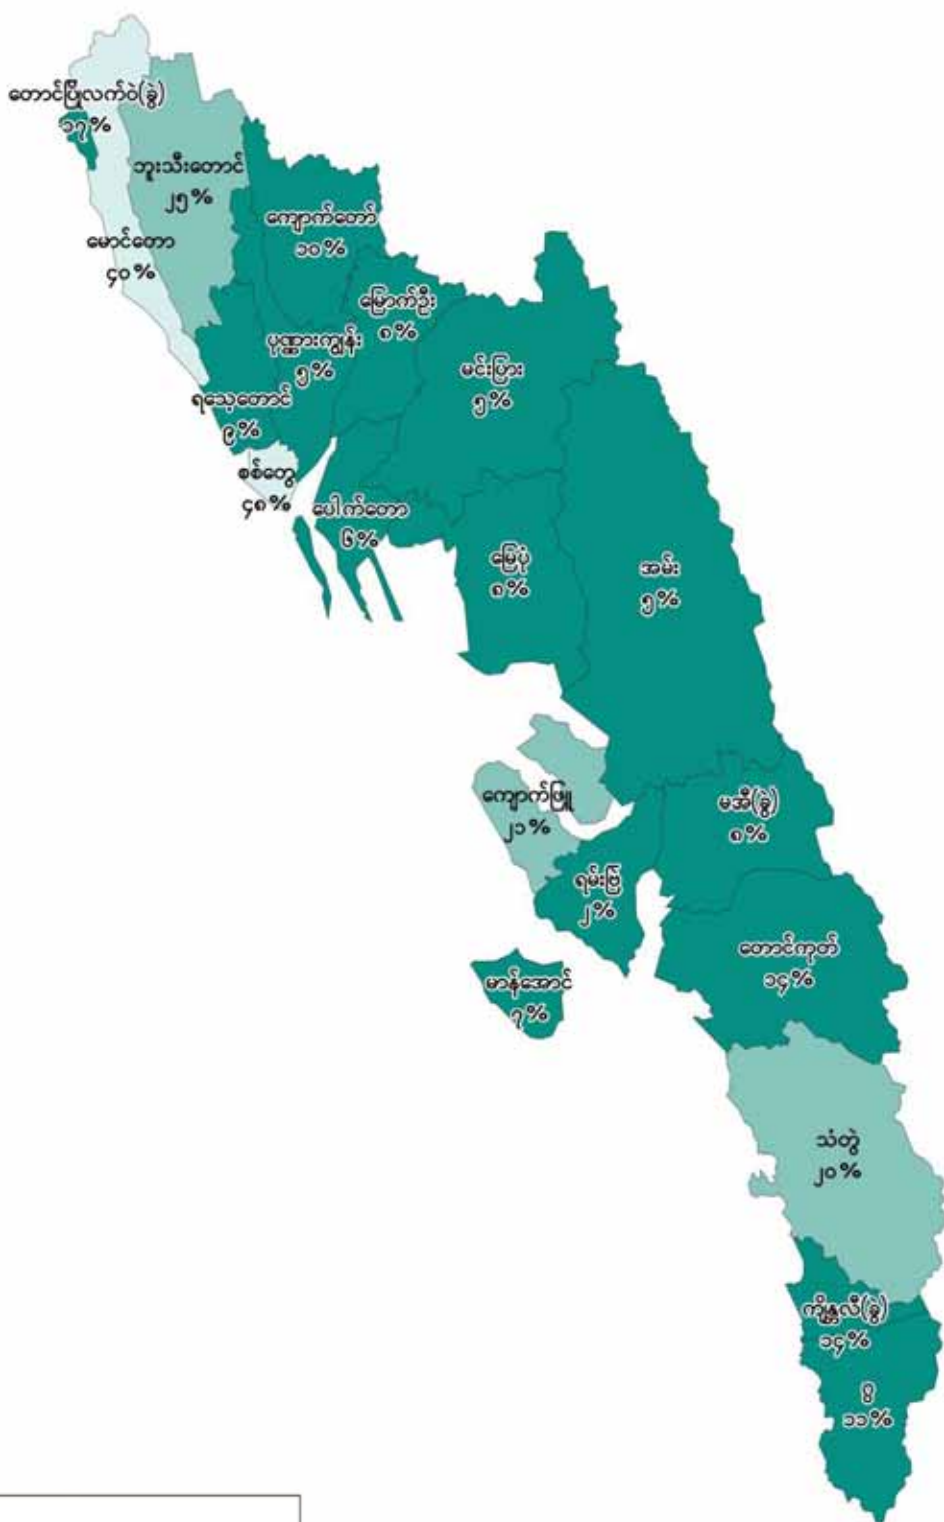 တောင်ပြိုလက်ဝဲ(ခွဲ)
၁၇%
ဘူးသီးတောင်
၂၅%
မောင်တော
၄၀%
ကျောက်တော်
၁၀%
မြောက်ဦး
၈%
ပုဏ္ဏားကျွန်း
၅%
မင်းပြား
၅%
ရသေ့တောင်
၉%
စစ်တွေ
၄၈%
ပေါက်တော
၆%
မြေပုံ
၈%
အမ်း
၅%
ကျောက်ဖြူ
၂၁%
မအီ(ခွဲ)
၈%
ရမ်းဗြဲ
၂%
တောင်ကုတ်
၁၄%
မာန်အောင်
၇%
သံတွဲ
၂၀%
ကျိန္တလီ(ခွဲ)
၁၄%
ဂွ
၁၁%